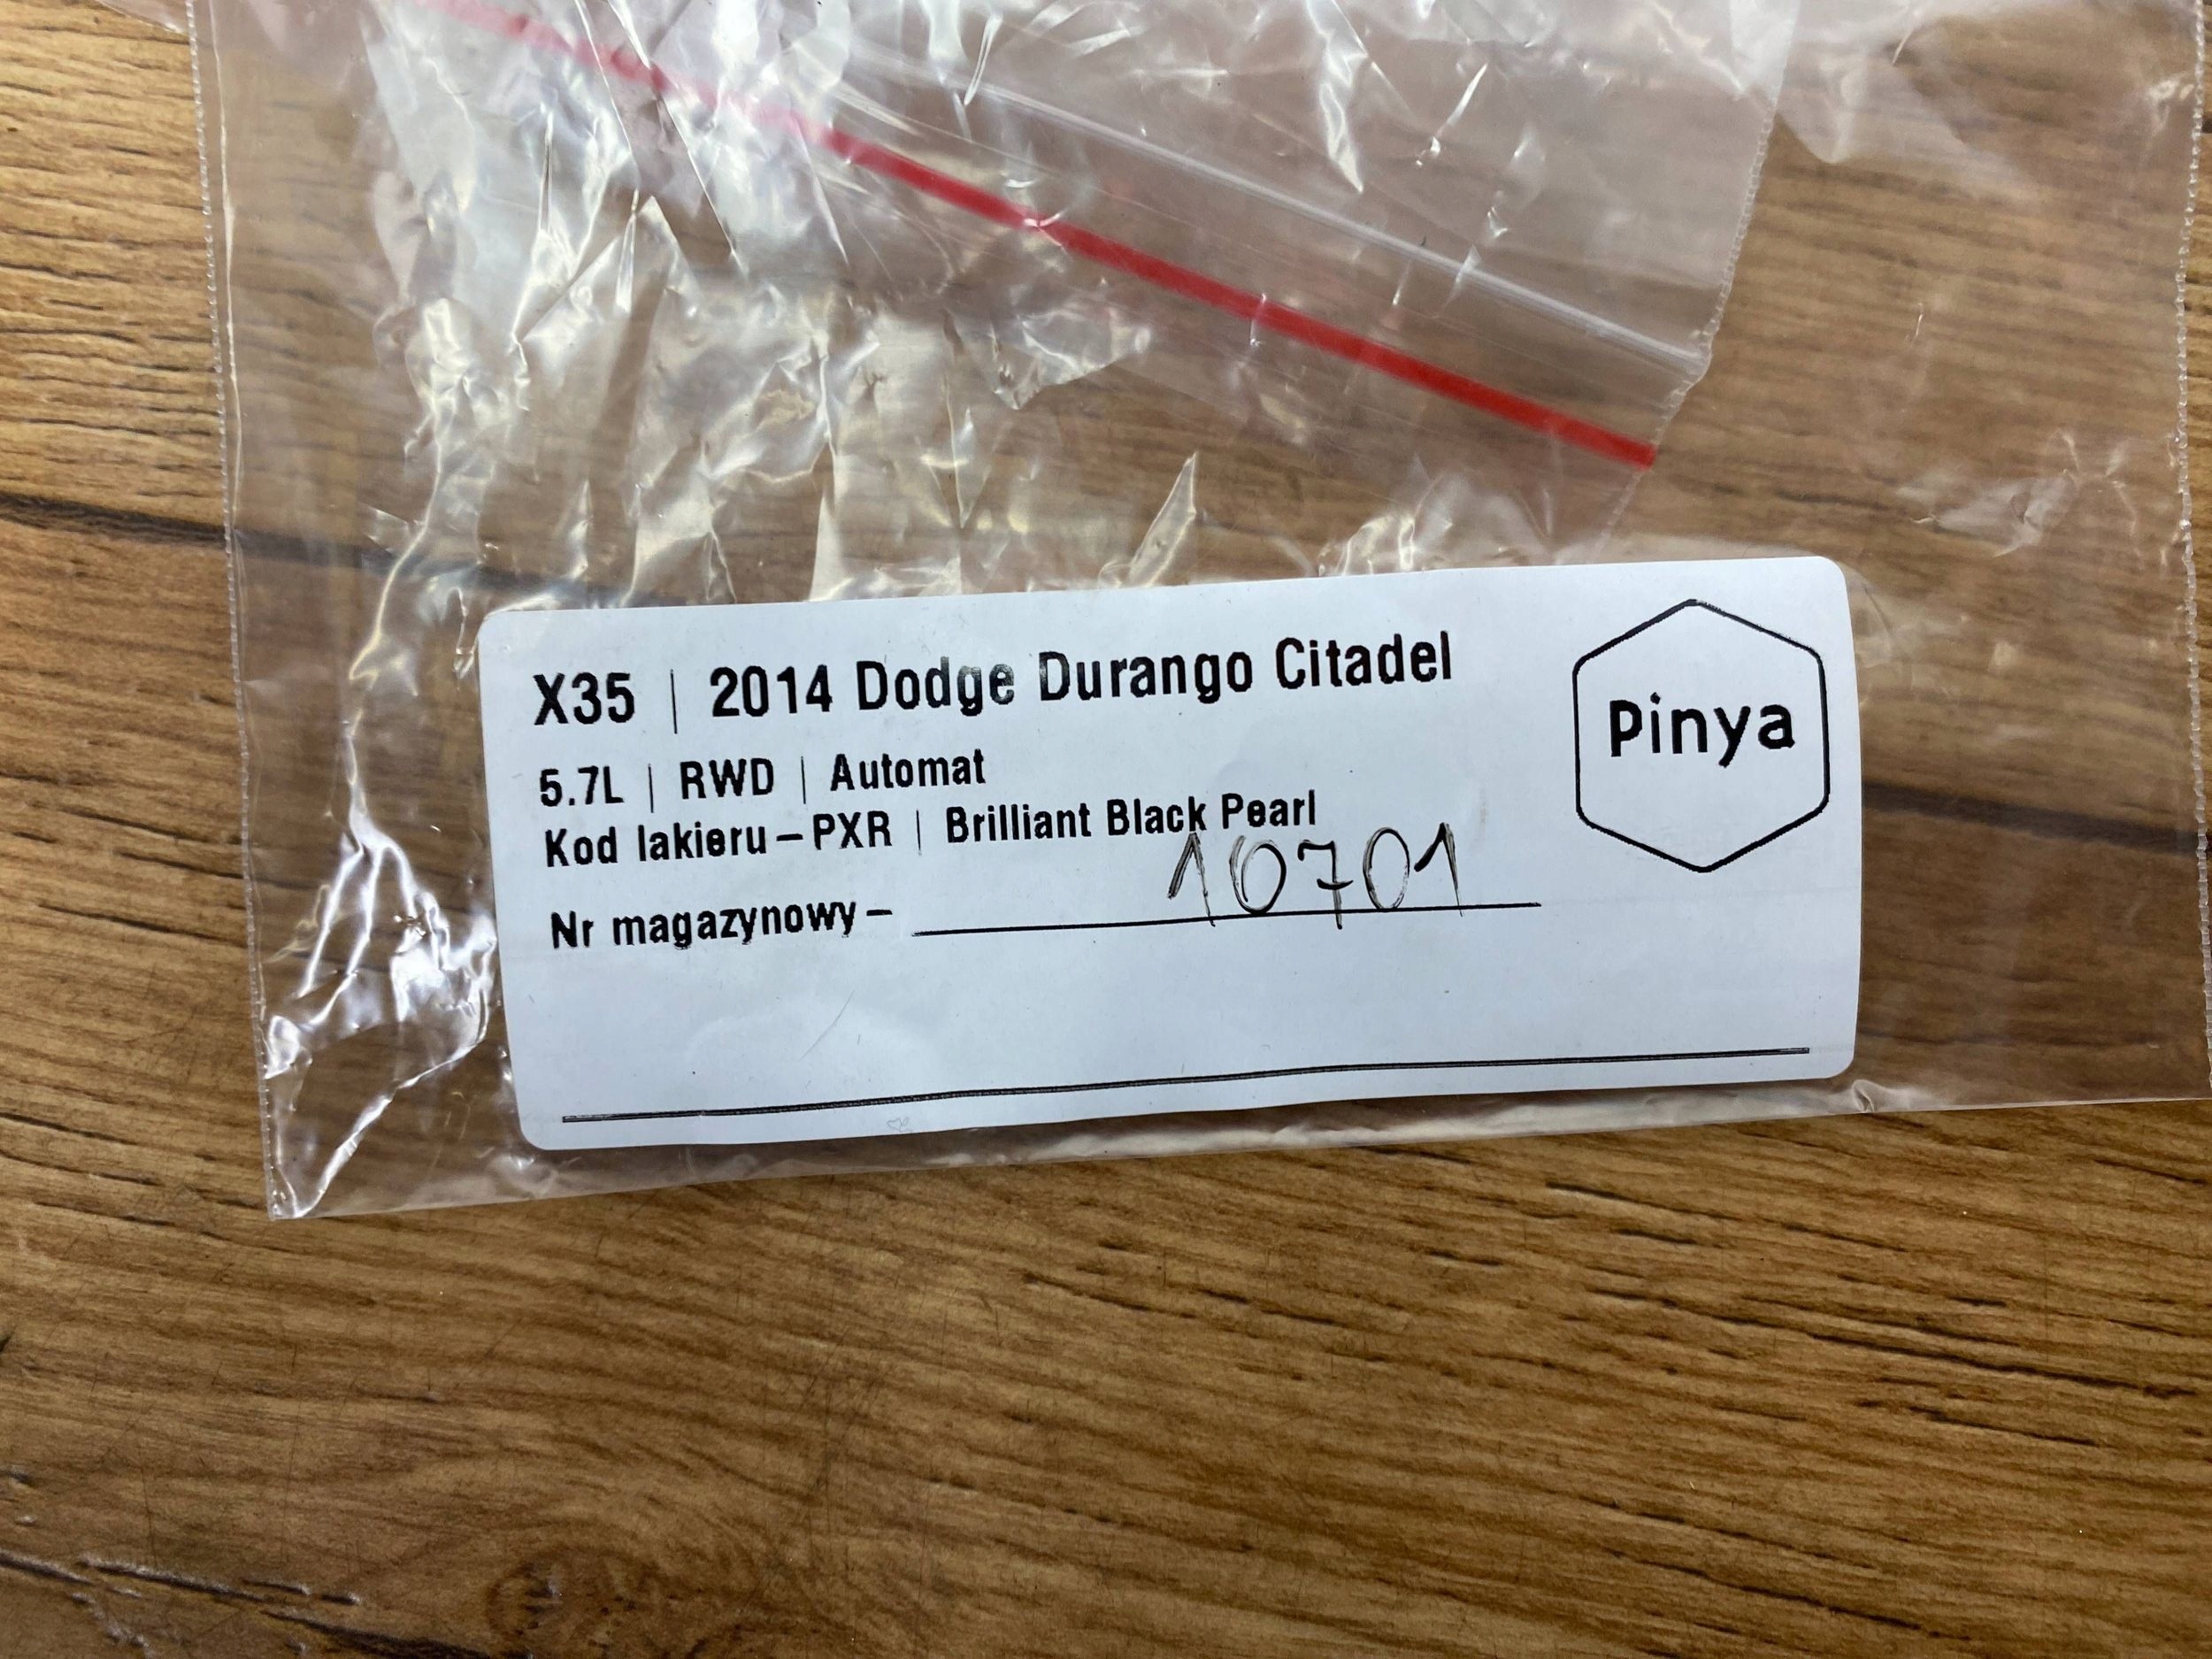 X35 | 2014 Dodge Durango Citadel
5.7L | RWD | Automat
Kod lakieru – PXR | Brilliant Black Pearl
Nr magazynowy – 10701
Pinya